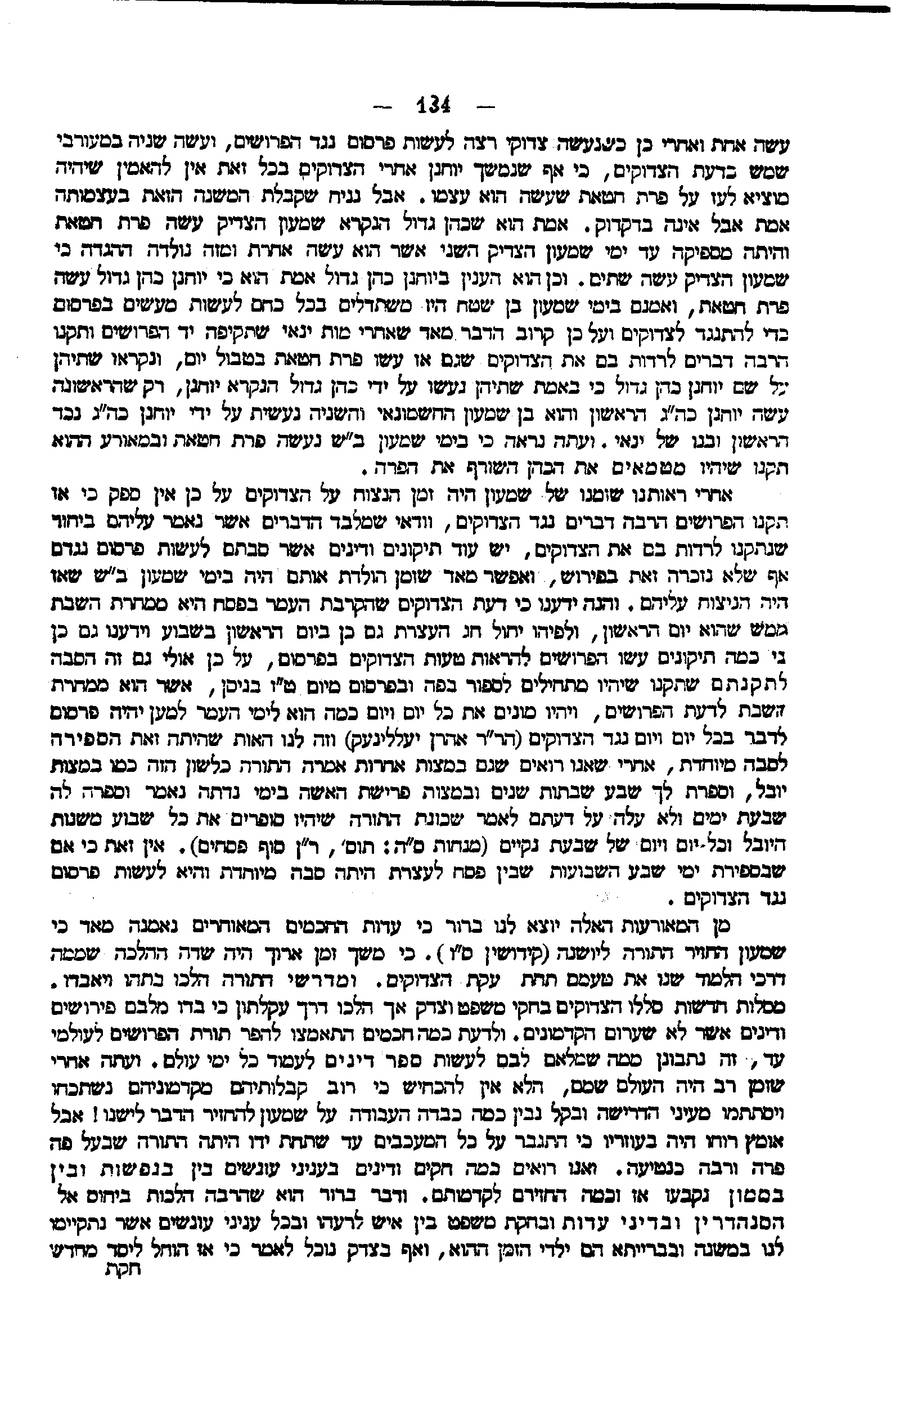 — 134 —
עשה אחת ואחרי כן כשנעשה צדוקי רצה לעשות פרסום נגד הפרושים, ועשה שניה במעורבי
שמש כדעת הצדוקים, כי אף שנמשך יוחנן אחרי הצדוקים בכל זאת אין להאמין שיהיה
מוציא לעז על פרת חטאת שעשה הוא עצמו. אבל נניח שקבלת המשנה הזאת בעצמותה
אמת אבל אינה בדקדוק. אמת הוא שכהן גדול הנקרא שמעון הצדיק עשה פרת חטאת
והיתה מספיקה עד ימי שמעון הצדיק השני אשר הוא עשה אחרת ומזה נולדה ההגדה כי
שמעון הצדיק עשה שתים. וכן הוא הענין ביוחנן כהן גדול אמת הוא כי יוחנן כהן גדול עשה
פרת חטאת, ואמנם בימי שמעון בן שטח היו משתדלים בכל כחם לעשות מעשים בפרסום
כדי להתנגד לצדוקים ועל כן קרוב הדבר מאד שאחרי מות ינאי שתקיפה יד הפרושים ותקנו
הרבה דברים לרדות בם את הצדוקים שגם אז עשו פרת חטאת בטבול יום, ונקראו שתיהן
על שם יוחנן כהן גדול כי באמת שתיהן נעשו על ידי כהן גדול הנקרא יוחנן, רק שהראשונה
עשה יוחנן כה"ג הראשון והוא בן שמעון החשמונאי והשניה נעשית על ידי יוחנן כה"ג נכד
הראשון ובנו של ינאי. ועתה נראה כי בימי שמעון ב"ש נעשה פרת חטאת ובמאורע ההוא
תקנו שיהיו מטמאים את הכהן השורף את הפרה.
אחרי ראותנו שזמנו של שמעון היה זמן הנצוח על הצדוקים על כן אין ספק כי אז
תקנו הפרושים הרבה דברים נגד הצדוקים, וודאי שמלבד הדברים אשר נאמר עליהם ביחוד
שנתקנו לרדות בם את הצדוקים, יש עוד תיקונים ודינים אשר סבתם לעשות פרסום נגדם
אף שלא נזכרה זאת בפירוש, ואפשר מאד שזמן הולדת אותם היה בימי שמעון ב"ש שאז
היה הניצוח עליהם. והנה ידענו כי דעת הצדוקים שהקרבת העמר בפסח היא ממחרת השבת
ממש שהוא יום הראשון, ולפיהו יחול חג העצרת גם כן ביום הראשון בשבוע וידענו גם כן
כי כמה תיקונים עשו הפרושים להראות טעות הצדוקים בפרסום, על כן אולי גם זה הסבה
לתקנתם שתקנו שיהיו מתחילים לספור בפה ובפרסום מיום ט"ו בניסן, אשר הוא ממחרת
השבת לדעת הפרושים, ויהיו מונים את כל יום ויום כמה הוא לימי העמר למען יהיה פרסום
לדבר בכל יום ויום נגד הצדוקים (הר"ר אהרן יעללינעק) וזה לנו האות שהיתה זאת הספירה
לסבה מיוחדת, אחרי שאנו רואים שגם במצות אחרות אמרה התורה כלשון הזה כמו במצות
יובל, וספרת לך שבע שבתות שנים ובמצות פרישת האשה בימי נדתה נאמר וספרה לה
שבעת ימים ולא עלה על דעתם לאמר שכונת התורה שיהיו סופרים את כל שבוע משנות
היובל וכל יום ויום של שבעת נקיים (מנחות ס"ה: תוס', ר"ן סוף פסחים). אין זאת כי אם
שבספירת ימי שבע השבועות שבין פסח לעצרת היתה סבה מיוחדת והיא לעשות פרסום
נגד הצדוקים.
מן המאורעות האלה יוצא לנו ברור כי עדות החכמים המאוחרים נאמנה מאד כי
שמעון החזיר התורה ליושנה (קידושין ס"ו). כי משך זמן ארוך היה שדה ההלכה שממה
דרכי הלמוד שנו את טעמם תחת עקת הצדוקים. ומדרשי התורה הלכו בתהו ויאבדו.
מסלות חדשות סללו הצדוקים בחקי משפט וצדק אך הלכו דרך עקלתון כי בדו מלבם פירושים
ודינים אשר לא שערום הקדמונים. ולדעת כמה חכמים התאמצו להפר תורת הפרושים לעולמי
עד, זה נתבונן ממה שמלאם לבם לעשות ספר דינים לעמוד כל ימי עולם. ועתה אחרי
שזמן רב היה העולם שמם, הלא אין להכחיש כי רוב קבלותיהם מקדמוניהם נשתכחו
ויסתתמו מעיני הדרישה ובקל נבין כמה כבדה העבודה על שמעון להחזיר הדבר לישנו! אבל
אומץ רוחו היה בעוזריו כי התגבר על כל המעכבים עד שתחת ידו היתה התורה שבעל פה
פרה ורבה כנטיעה. ואנו רואים כמה חקים ודינים בעניני עונשים בין בנפשות ובין
בממון נקבעו אז וכמה החזירם לקדמותם. ודבר ברור הוא שהרבה הלכות ביחוס אל
הסנהדרין ובדיני עדות ובחקת משפט בין איש לרעהו ובכל עניני עונשים אשר נתקיימו
לנו במשנה ובברייתא הם ילדי הזמן ההוא, ואף בצדק נוכל לאמר כי אז הוחל ליסד מחדש
חקת